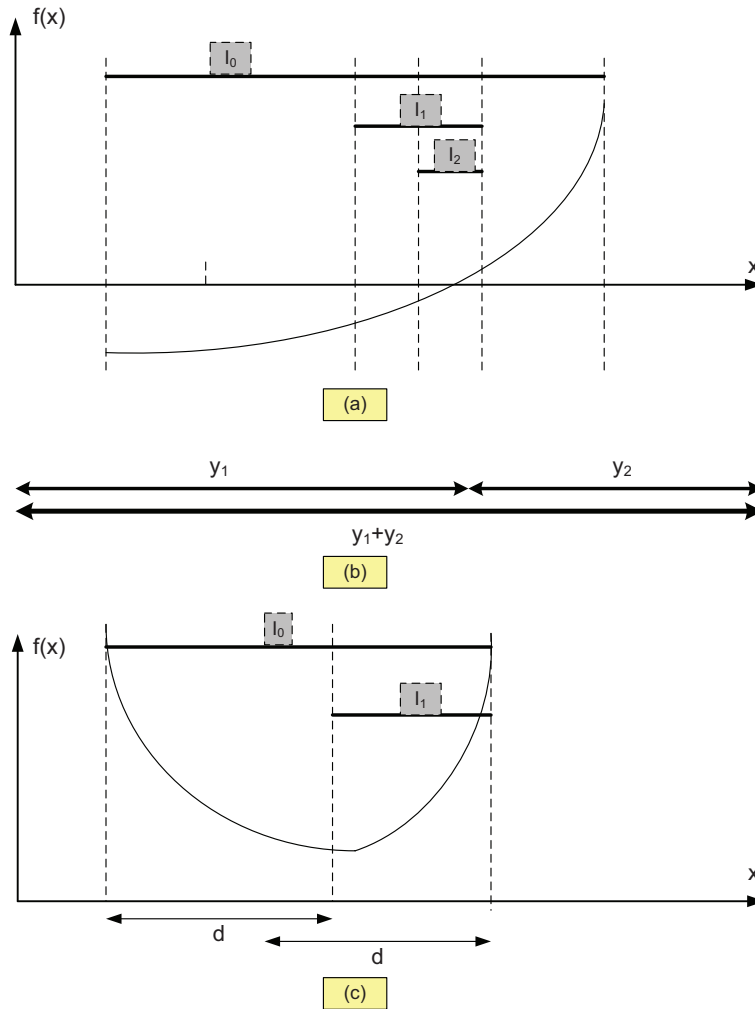 f(x)
I₀
I₁
I₂
x
(a)
y₁ y₂
y₁+y₂
(b)
I₀
f(x)
I₁
x
d
d
(c)